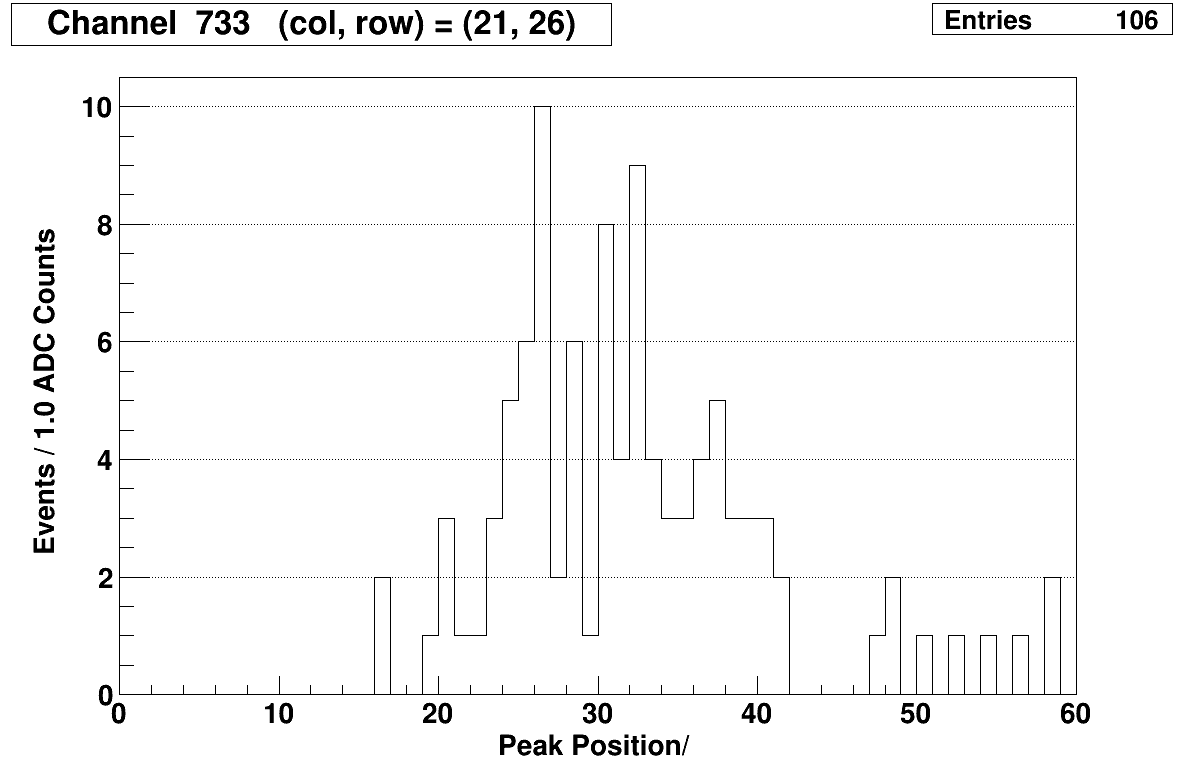 Channel 733 (col, row) = (21, 26)
Entries 106
Events / 1.0 ADC Counts
10
8
6
4
2
0
0 10 20 30 40 50 60
Peak Position/